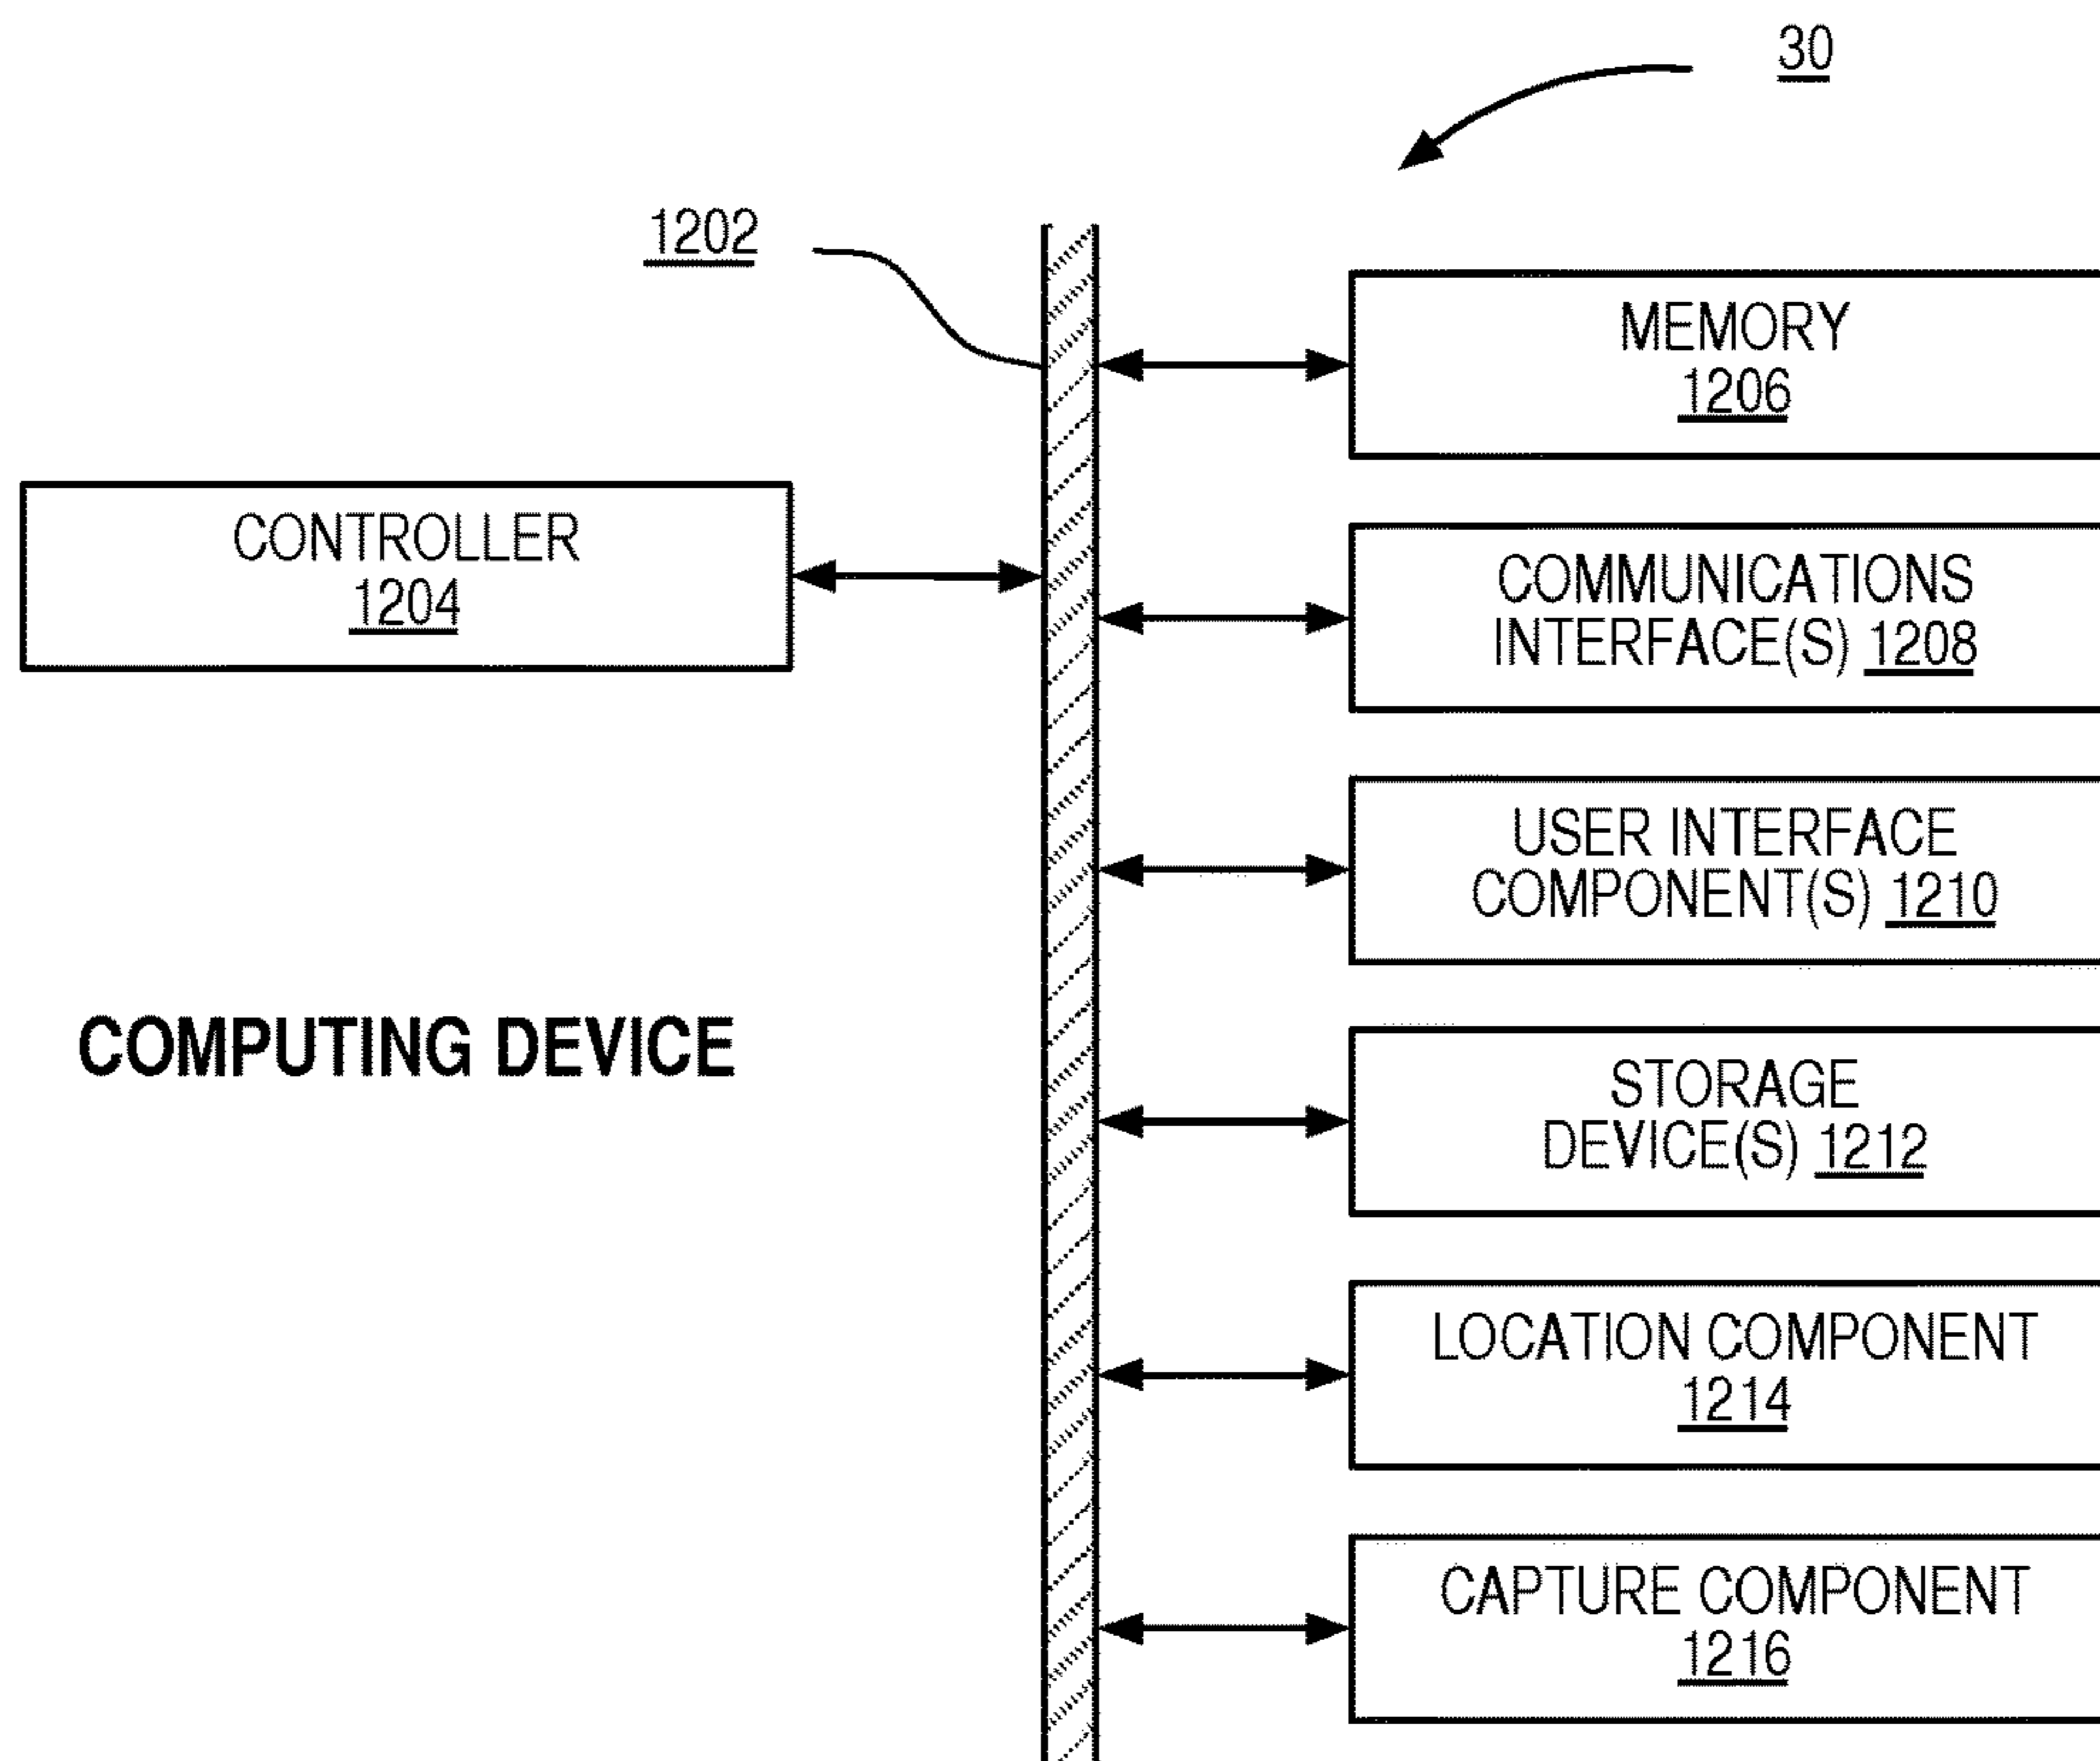 30
1202
MEMORY
1206
CONTROLLER
1204
COMMUNICATIONS
INTERFACE(S) 1208
USER INTERFACE
COMPONENT(S) 1210
COMPUTING DEVICE
STORAGE
DEVICE(S) 1212
LOCATION COMPONENT
1214
CAPTURE COMPONENT
1216